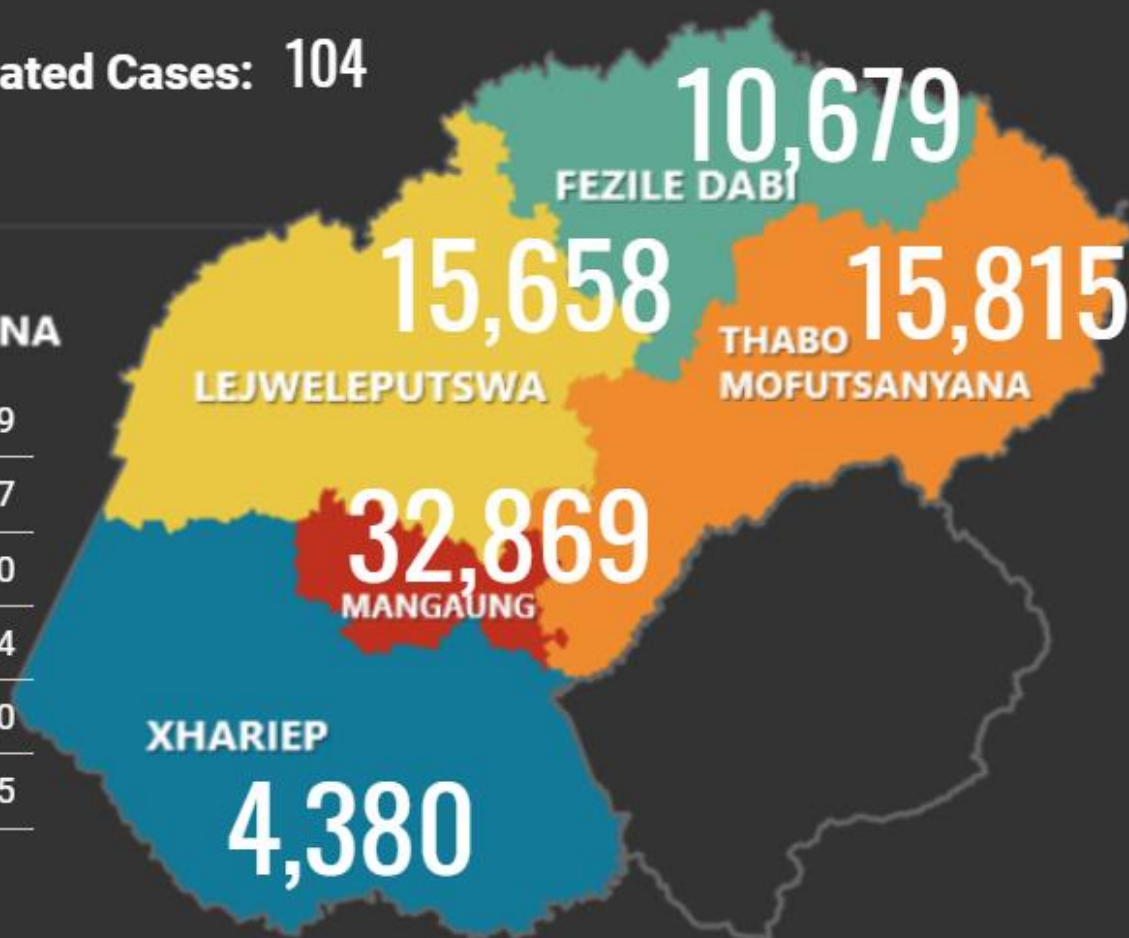 ated Cases: 104
10,679
FEZILE DABI
15,658
15,815
NA
THABO
MOFUTSANYANA
LEJWELEPUTSWA
9
7
32,869
0
MANGAUNG
4
0
XHARIEP
5
4,380